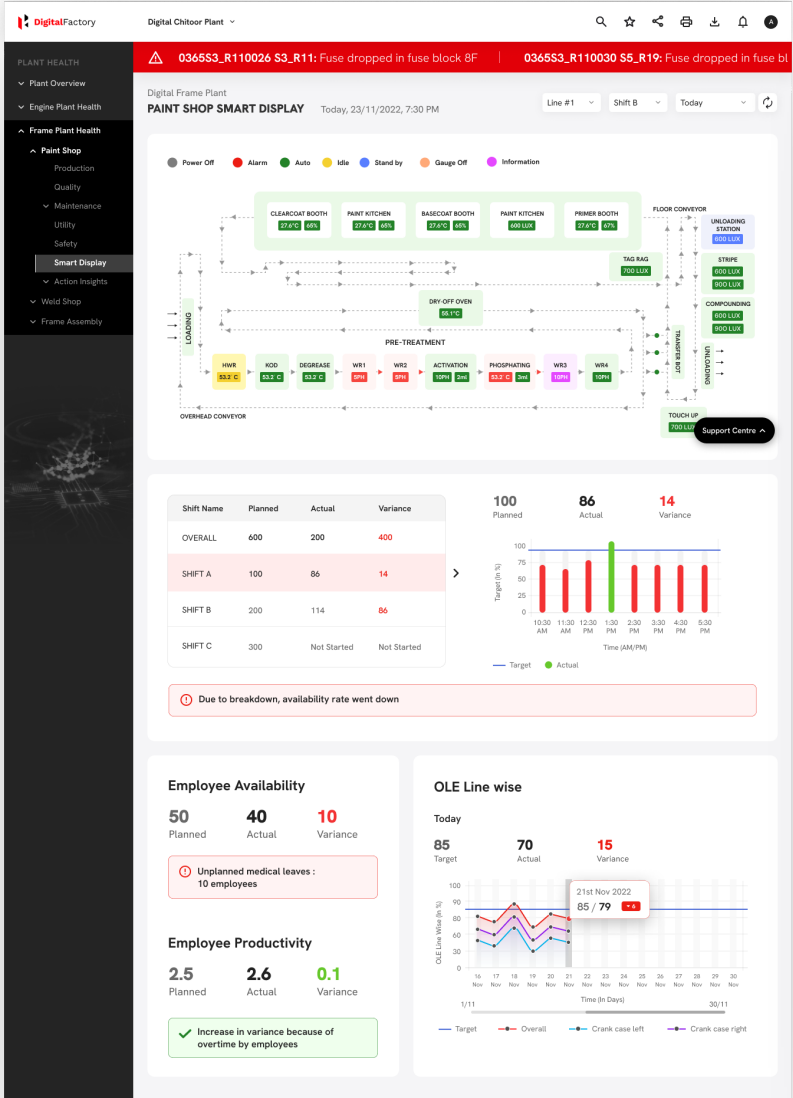 DigitalFactory
Digital Chitoor Plant
A
PLANT HEALTH
Plant Overview
Engine Plant Health
Frame Plant Health
Paint Shop
Production
Quality
Maintenance
Utility
Safety
Smart Display
Action Insights
Weld Shop
Frame Assembly
0365S3_R110026 S3_R11: Fuse dropped in fuse block 8F
0365S3_R110030 S5_R19: Fuse dropped in fuse bl
Digital Frame Plant
PAINT SHOP SMART DISPLAY Today, 23/11/2022, 7:30 PM
Line #1 Shift B Today
Power Off Alarm Auto Idle Stand by Gauge Off Information
CLEARCOAT BOOTH
27.6°C 65%
PAINT KITCHEN
27.6°C 65%
BASECOAT BOOTH
27.6°C 65%
PAINT KITCHEN
600 LUX
PRIMER BOOTH
27.6°C 67%
FLOOR CONVEYOR
UNLOADING
STATION
600 LUX
TAG RAG
700 LUX
STRIPE
600 LUX
900 LUX
DRY-OFF OVEN
55.1°C
COMPOUNDING
600 LUX
900 LUX
LOADING
PRE-TREATMENT
TRANSFER BOT
UNLOADING
HWR
53.2° C
KOD
53.2° C
DEGREASE
53.2° C
WR1
5PH
WR2
5PH
ACTIVATION
10PH 2ml
PHOSPHATING
53.2° C 3ml
WR3
10PH
WR4
10PH
OVERHEAD CONVEYOR
TOUCH UP
700 LUX
Support Centre
Shift Name Planned Actual Variance
OVERALL 600 200 400
SHIFT A 100 86 14
SHIFT B 200 114 86
SHIFT C 300 Not Started Not Started
100 86 14
Planned Actual Variance
Target (In %)
100
75
50
25
0
10:30 11:30 12:30 1:30 2:30 3:30 4:30 5:30
AM AM PM PM PM PM PM PM
Time (AM/PM)
Target Actual
Due to breakdown, availability rate went down
Employee Availability
50 40 10
Planned Actual Variance
Unplanned medical leaves :
10 employees
Employee Productivity
2.5 2.6 0.1
Planned Actual Variance
Increase in variance because of
overtime by employees
OLE Line wise
Today
85 70 15
Target Actual Variance
21st Nov 2022
85 / 79 6
OLE Line Wise (In %)
100
90
80
60
30
0
16 17 18 19 20 21 22 23 24 25 26 27 28 29 30
Nov Nov Nov Nov Nov Nov Nov Nov Nov Nov Nov Nov Nov Nov Nov
Time (In Days)
1/11 30/11
Target Overall Crank case left Crank case right